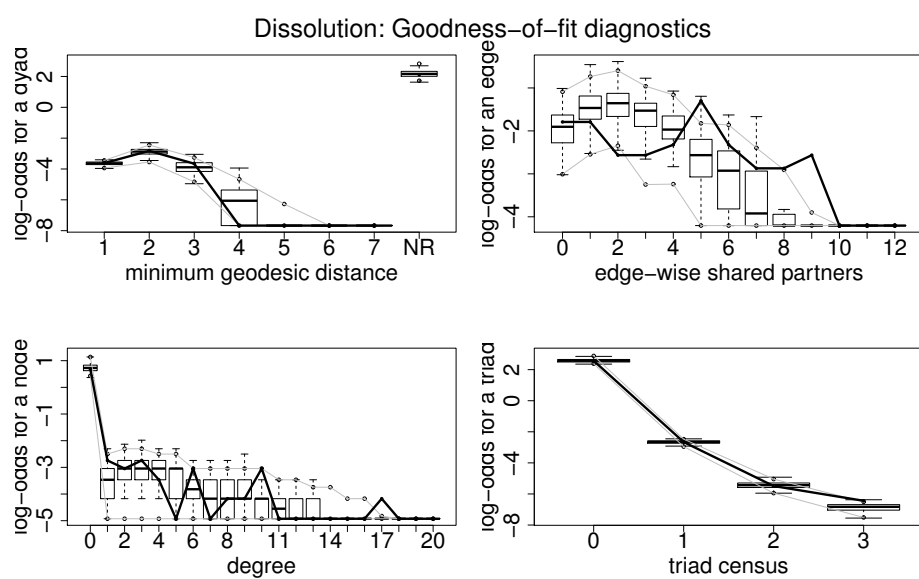 Dissolution: Goodness−of−fit diagnostics
log−odds for a dyad
2
0
−4
−8
1 2 3 4 5 6 7 NR
minimum geodesic distance
log−odds for an edge
−2
−4
0 2 4 6 8 10 12
edge−wise shared partners
log−odds for a node
1
−1
−3
−5
0 2 4 6 8 11 14 17 20
degree
log−odds for a triad
2
0
−4
−8
0 1 2 3
triad census